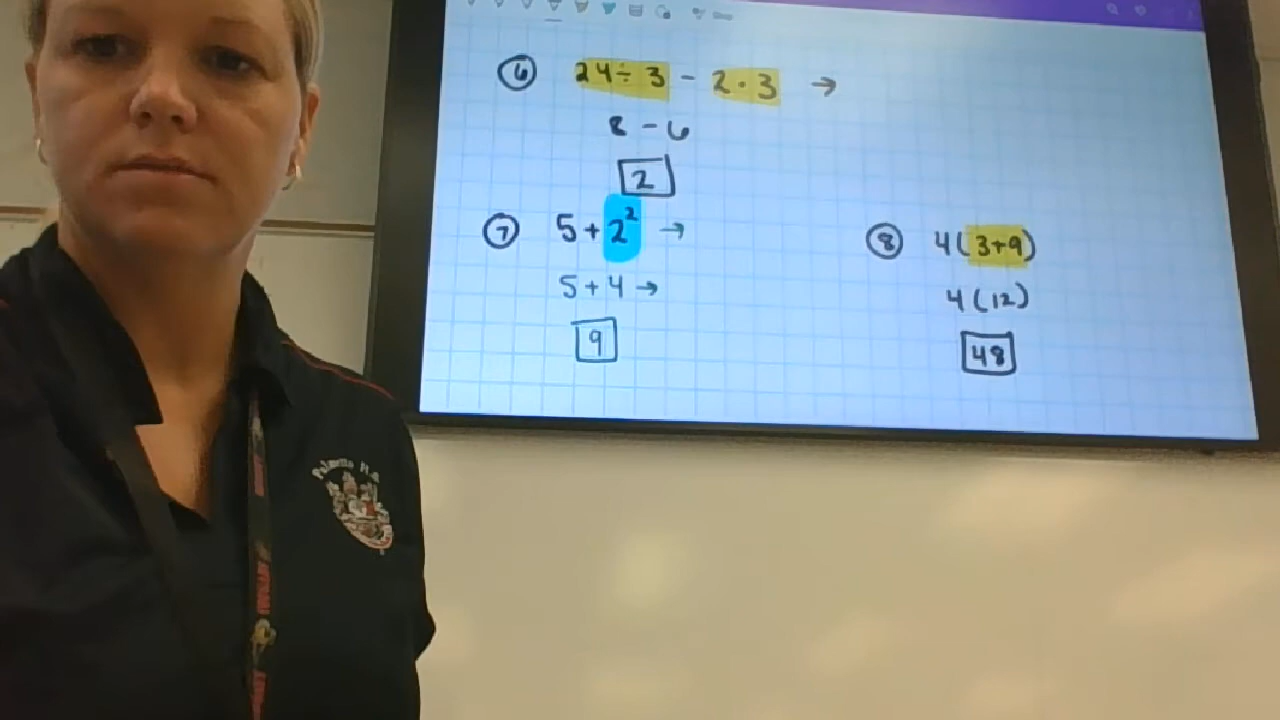 6 24 ÷ 3 - 2 · 3 →
8 - 6
2
7 5 + 2² →
5 + 4 →
9
8 4(3+9)
4(12)
48
Palmetto